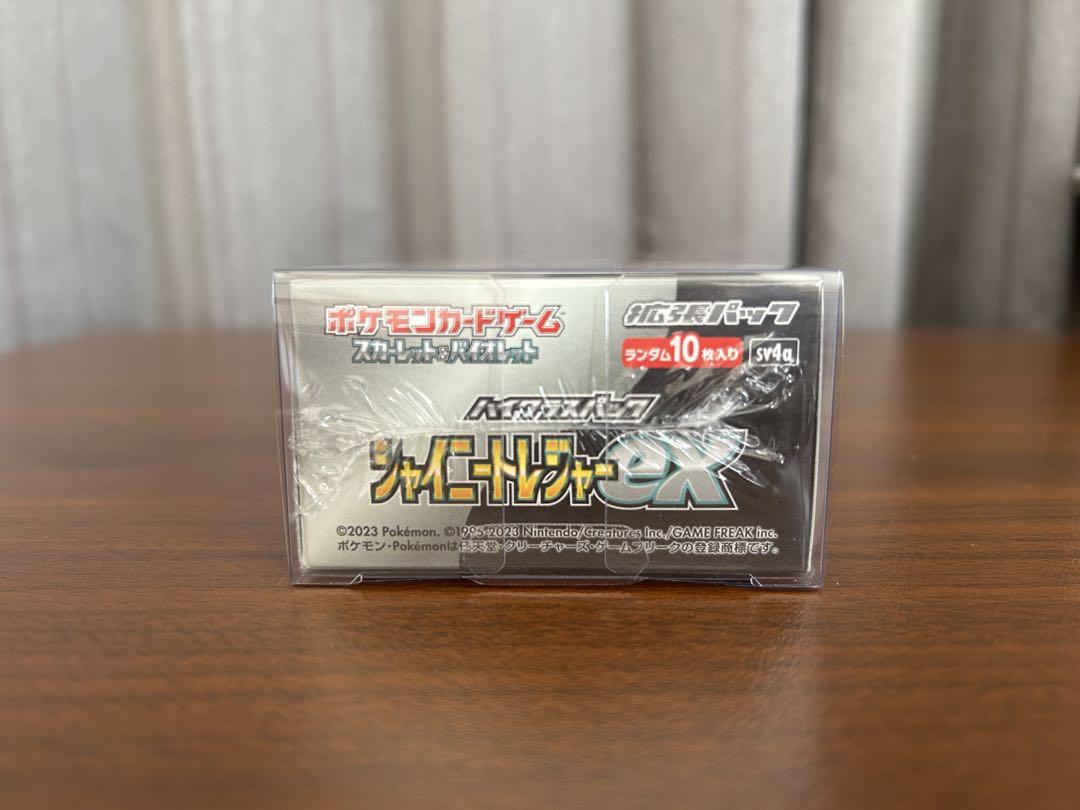 ポケモンカードゲーム
スカーレット&バイオレット
拡張パック
ランダム10枚入り sv4a
ハイクラスパック
シャイニートレジャーex
©2023 Pokémon. ©1995-2023 Nintendo/Creatures Inc./GAME FREAK inc.
ポケモン・Pokémonは任天堂・クリーチャーズ・ゲームフリークの登録商標です。